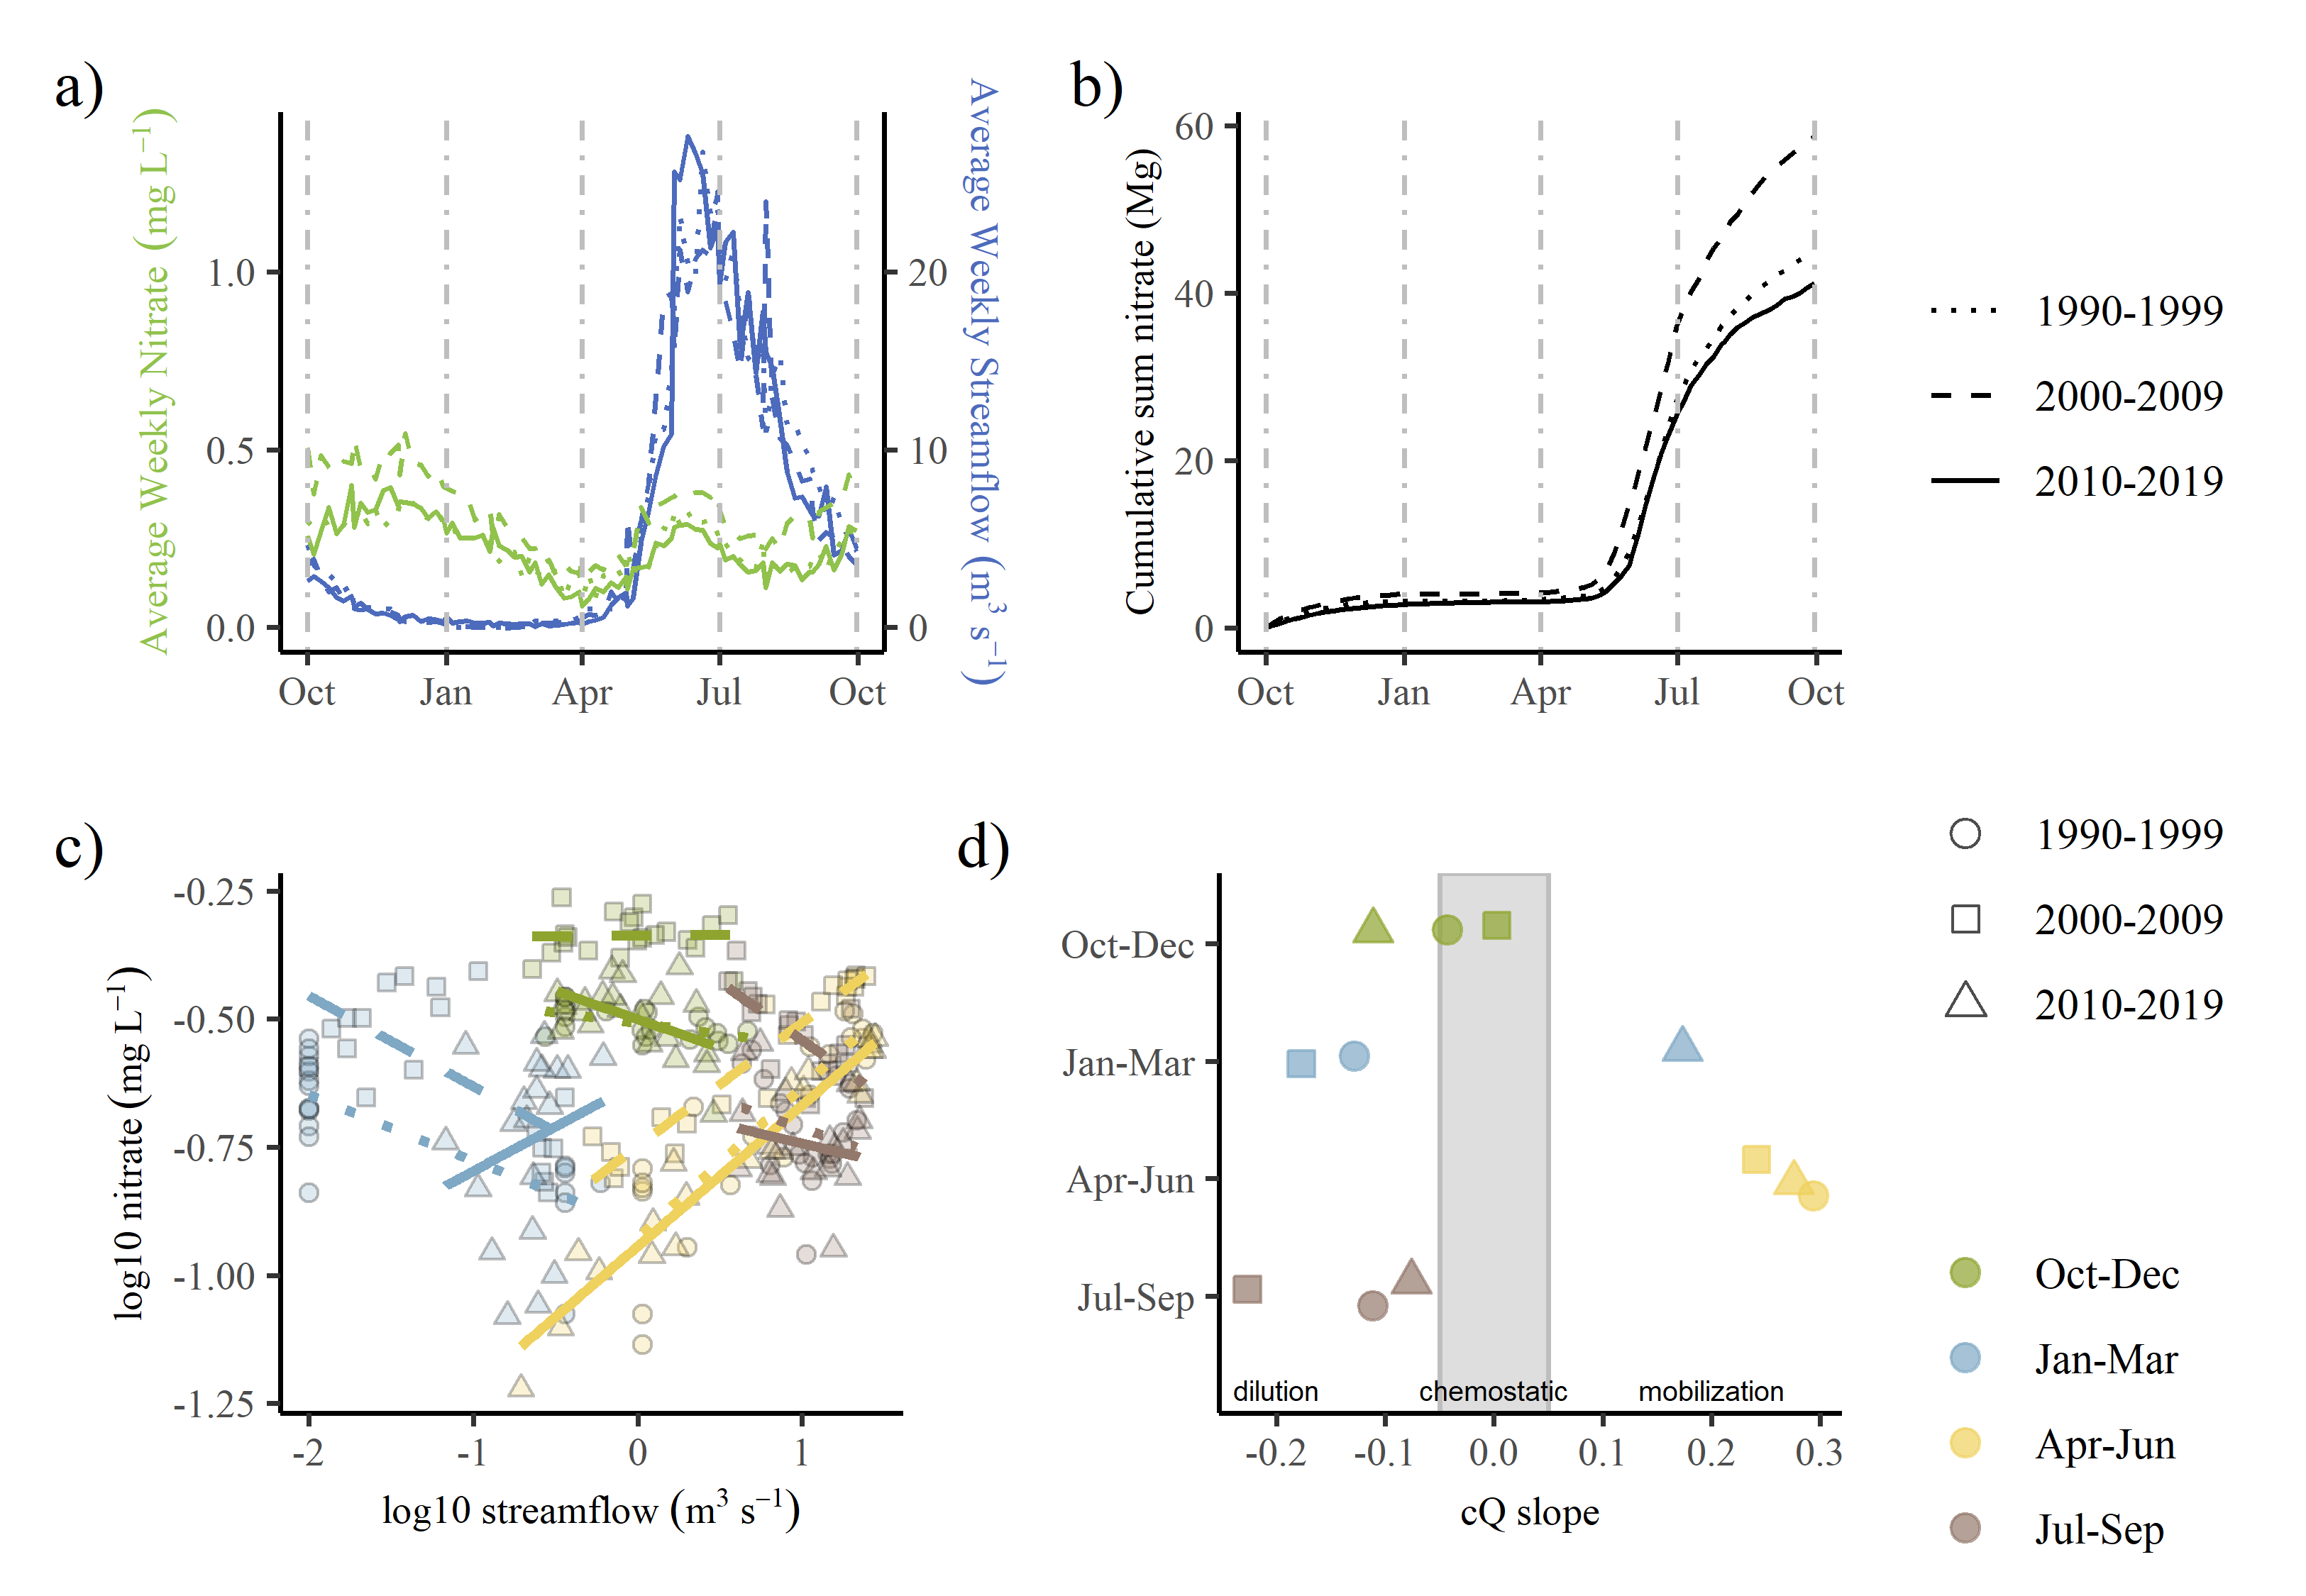 a)
Average Weekly Nitrate (mg L⁻¹)
1.0
0.5
0.0
Average Weekly Streamflow (m³ s⁻¹)
20
10
0
Oct Jan Apr Jul Oct
b)
Cumulative sum nitrate (Mg)
60
40
20
0
Oct Jan Apr Jul Oct
1990-1999
2000-2009
2010-2019
c)
log10 nitrate (mg L⁻¹)
-0.25
-0.50
-0.75
-1.00
-1.25
-2 -1 0 1
log10 streamflow (m³ s⁻¹)
d)
Oct-Dec
Jan-Mar
Apr-Jun
Jul-Sep
dilution chemostatic mobilization
-0.2 -0.1 0.0 0.1 0.2 0.3
cQ slope
1990-1999
2000-2009
2010-2019
Oct-Dec
Jan-Mar
Apr-Jun
Jul-Sep